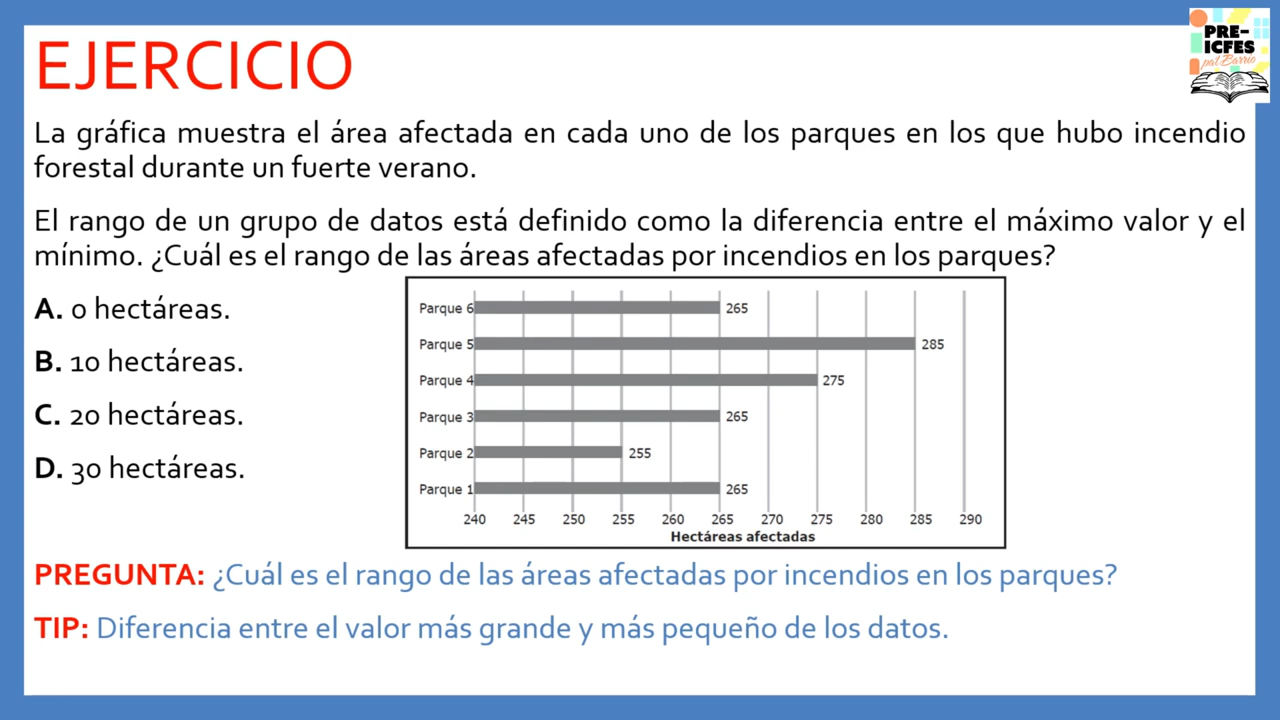 PRE-
ICFES
pal Barrio
EJERCICIO
La gráfica muestra el área afectada en cada uno de los parques en los que hubo incendio
forestal durante un fuerte verano.
El rango de un grupo de datos está definido como la diferencia entre el máximo valor y el
mínimo. ¿Cuál es el rango de las áreas afectadas por incendios en los parques?
A. 0 hectáreas.
B. 10 hectáreas.
C. 20 hectáreas.
D. 30 hectáreas.
Parque 6 265
Parque 5 285
Parque 4 275
Parque 3 265
Parque 2 255
Parque 1 265
240 245 250 255 260 265 270 275 280 285 290
Hectáreas afectadas
PREGUNTA: ¿Cuál es el rango de las áreas afectadas por incendios en los parques?
TIP: Diferencia entre el valor más grande y más pequeño de los datos.